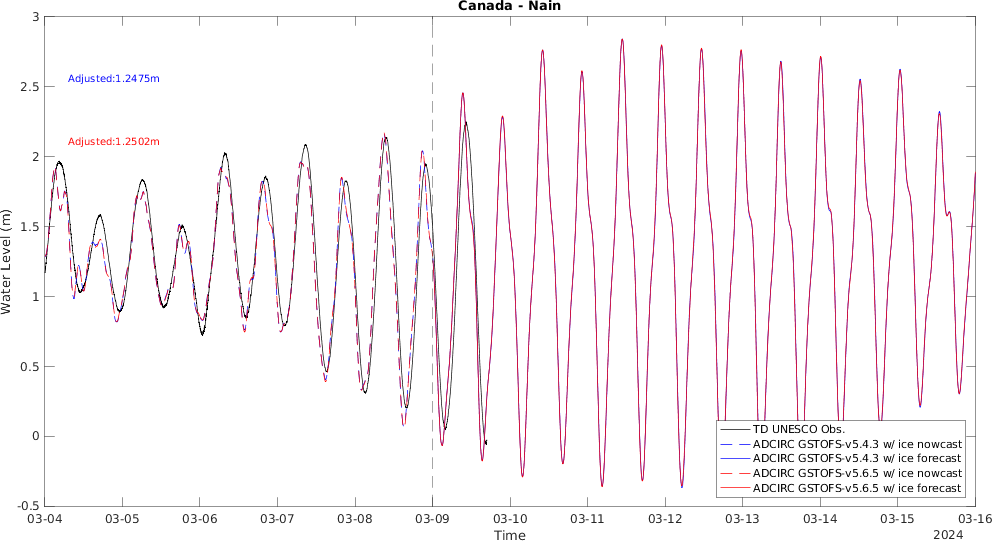 Canada - Nain
3
2.5
2
1.5
1
0.5
0
-0.5
Water Level (m)
Adjusted:1.2475m
Adjusted:1.2502m
TD UNESCO Obs.
ADCIRC GSTOFS-v5.4.3 w/ ice nowcast
ADCIRC GSTOFS-v5.4.3 w/ ice forecast
ADCIRC GSTOFS-v5.6.5 w/ ice nowcast
ADCIRC GSTOFS-v5.6.5 w/ ice forecast
03-04 03-05 03-06 03-07 03-08 03-09 03-10 03-11 03-12 03-13 03-14 03-15 03-16
Time
2024